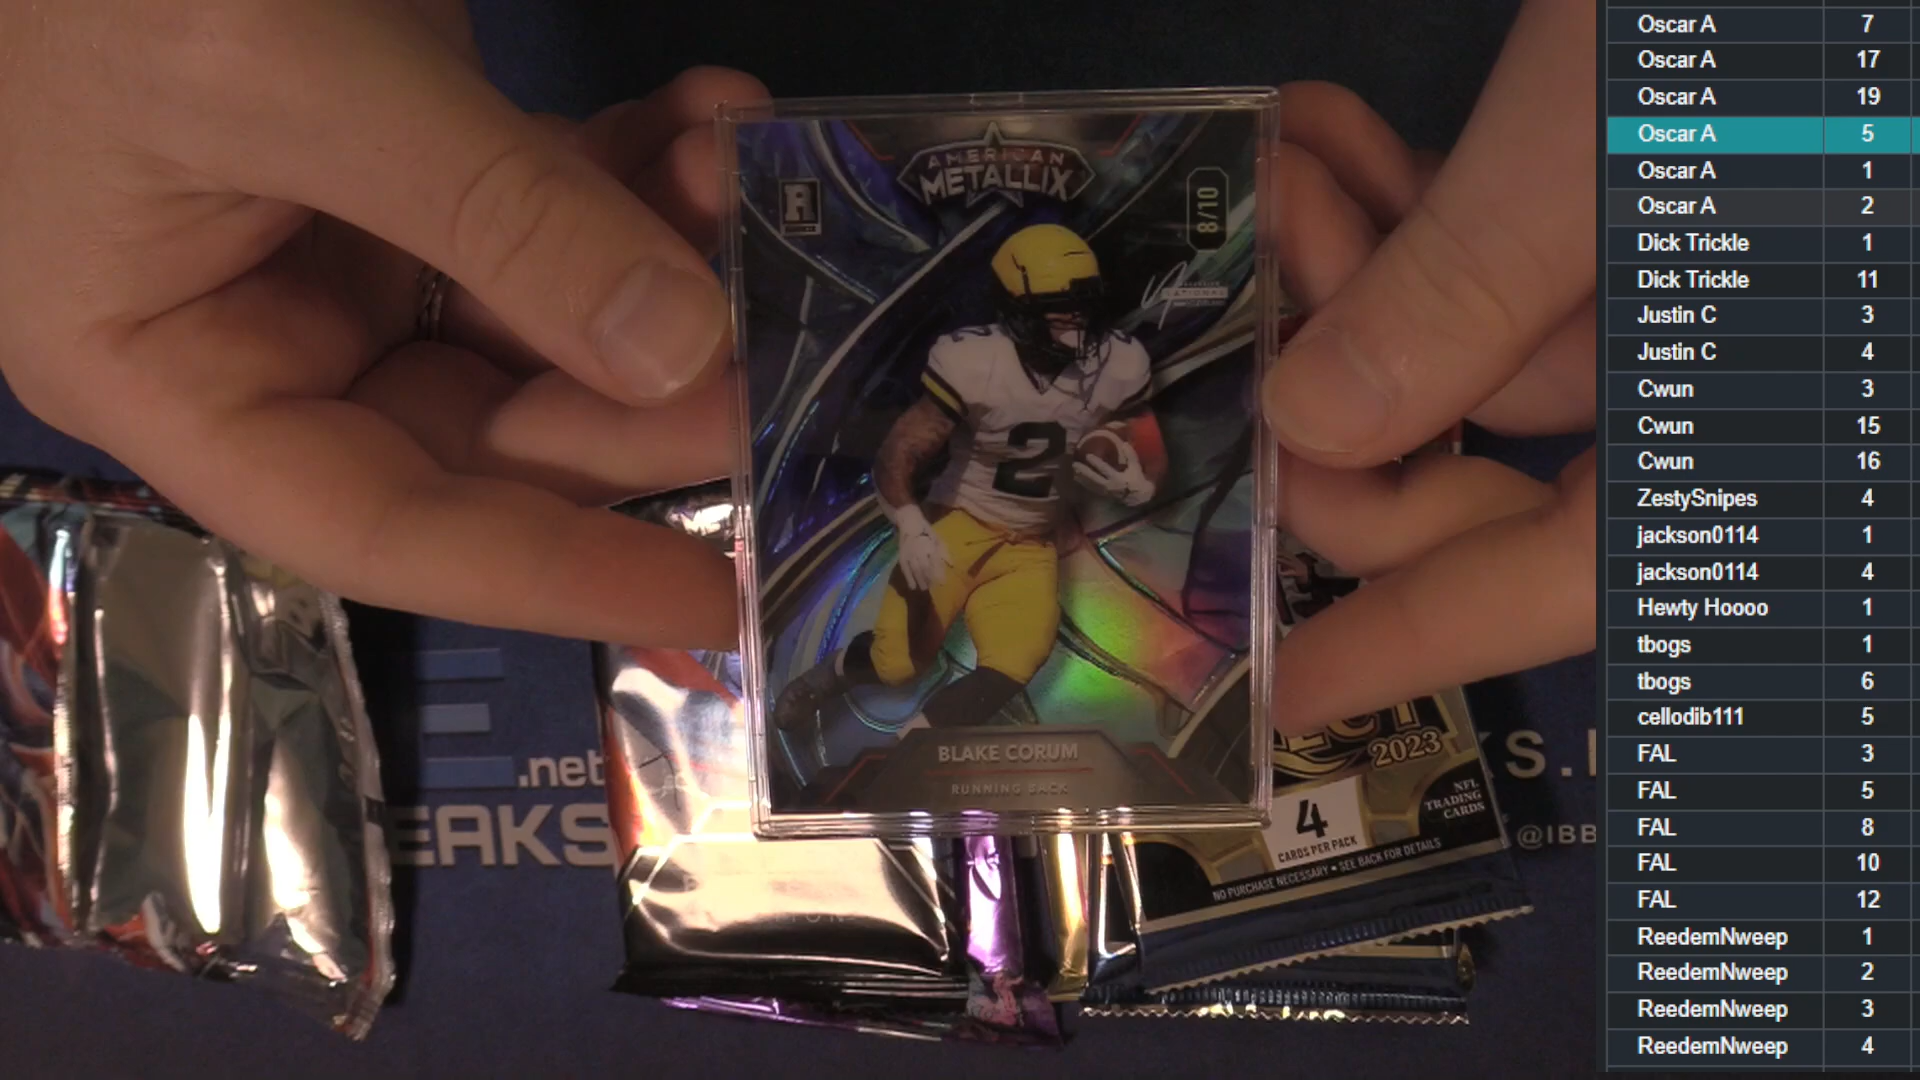 AMERICAN
METALLIX
R
8/10
NATIONAL
2
BLAKE CORUM
RUNNING BACK
.net
EAKS
2023
NFL
TRADING
CARDS
4
CARDS PER PACK
NO PURCHASE NECESSARY • SEE BACK FOR DETAILS
KS.
@IBB
Oscar A 7
Oscar A 17
Oscar A 19
Oscar A 5
Oscar A 1
Oscar A 2
Dick Trickle 1
Dick Trickle 11
Justin C 3
Justin C 4
Cwun 3
Cwun 15
Cwun 16
ZestySnipes 4
jackson0114 1
jackson0114 4
Hewty Hoooo 1
tbogs 1
tbogs 6
cellodib111 5
FAL 3
FAL 5
FAL 8
FAL 10
FAL 12
ReedemNweep 1
ReedemNweep 2
ReedemNweep 3
ReedemNweep 4